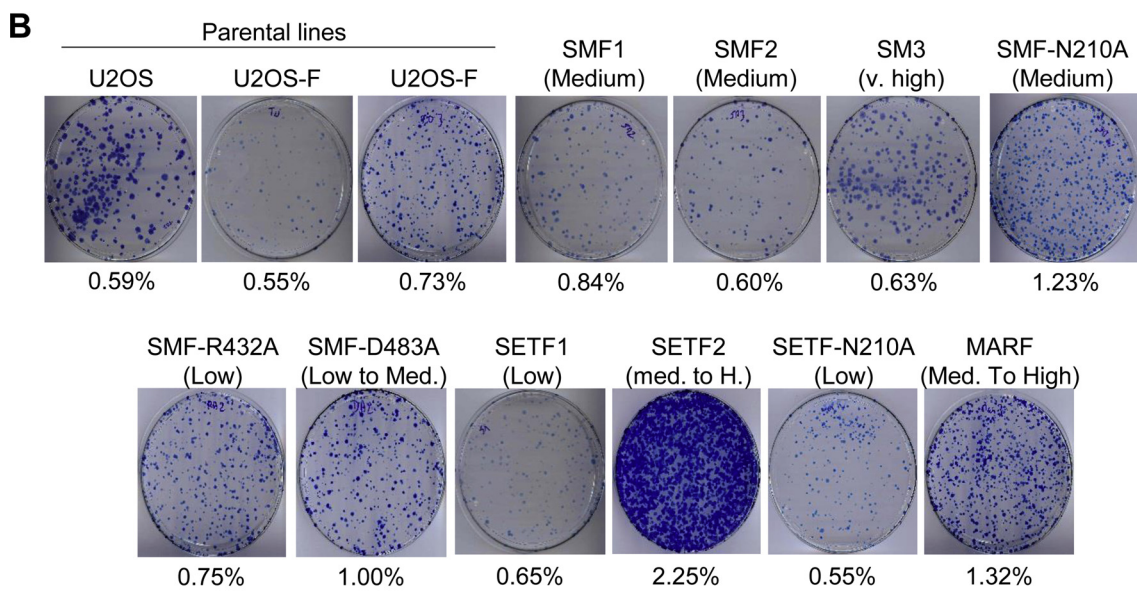 B
Parental lines
U2OS U2OS-F U2OS-F SMF1 (Medium) SMF2 (Medium) SM3 (v. high) SMF-N210A (Medium)
0.59% 0.55% 0.73% 0.84% 0.60% 0.63% 1.23%
SMF-R432A (Low) SMF-D483A (Low to Med.) SETF1 (Low) SETF2 (med. to H.) SETF-N210A (Low) MARF (Med. To High)
0.75% 1.00% 0.65% 2.25% 0.55% 1.32%